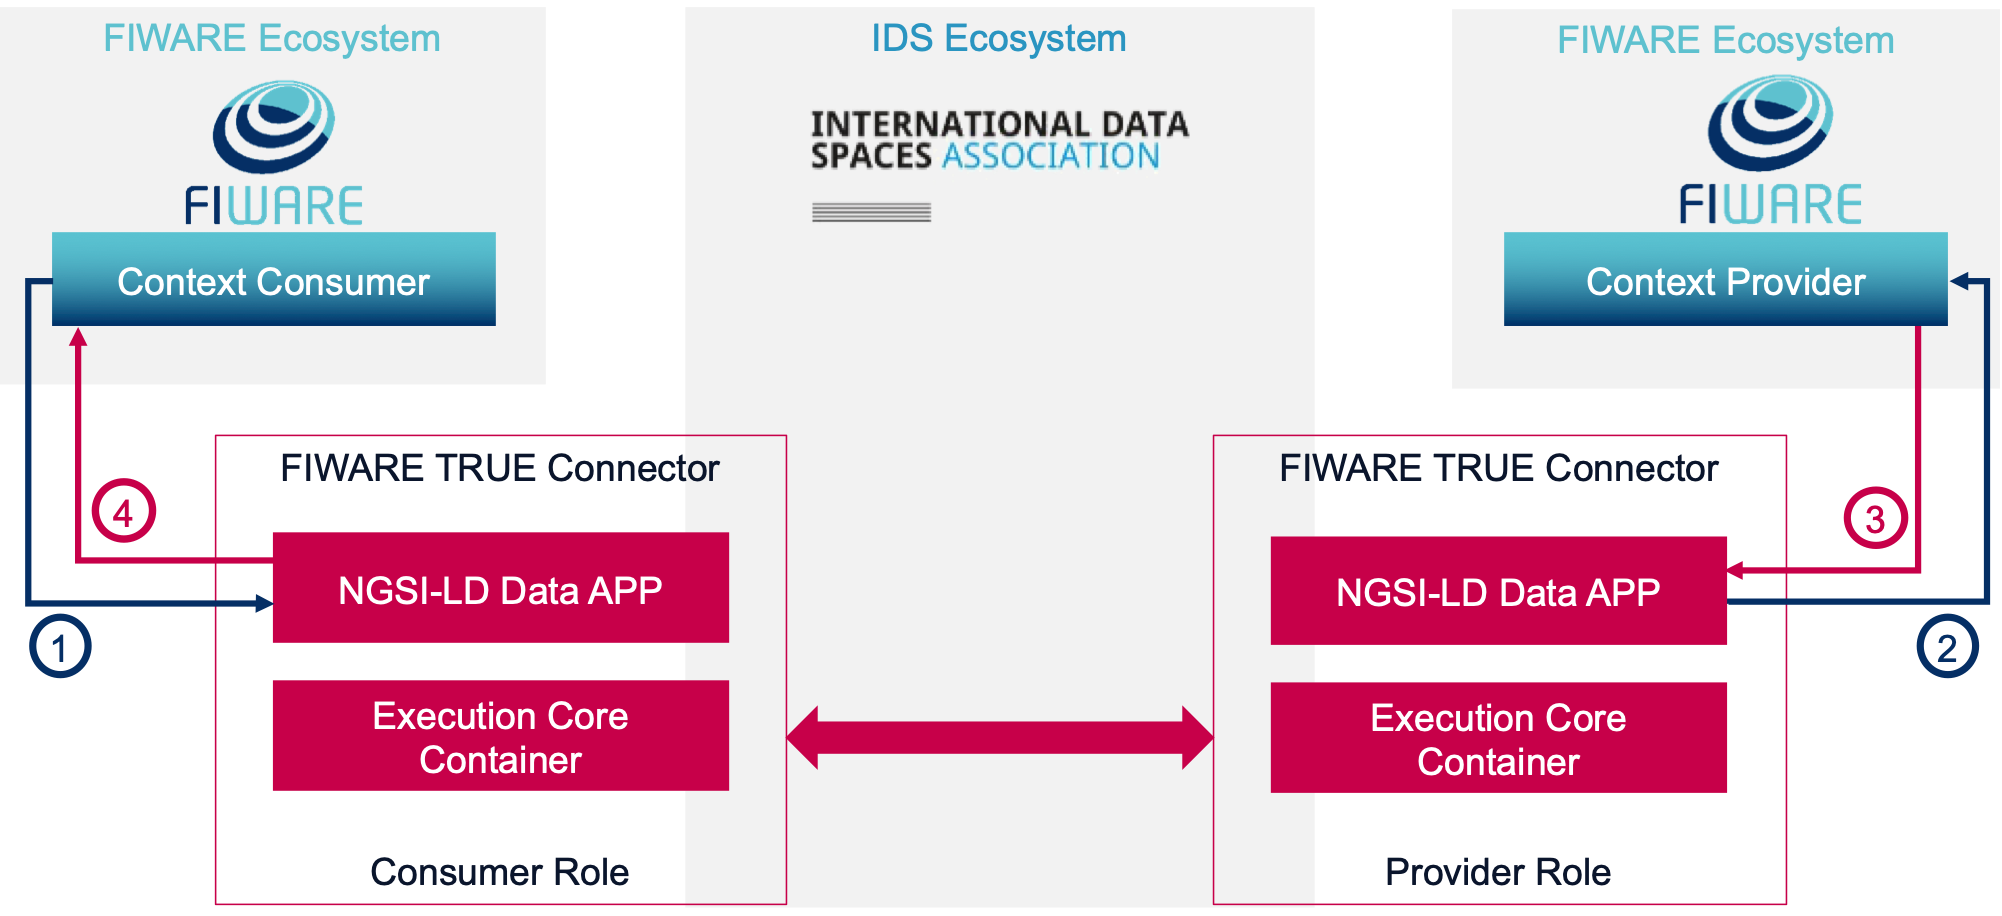 FIWARE Ecosystem
FIWARE
Context Consumer
IDS Ecosystem
INTERNATIONAL DATA
SPACES ASSOCIATION
FIWARE Ecosystem
FIWARE
Context Provider
FIWARE TRUE Connector
4
NGSI-LD Data APP
1
Execution Core
Container
Consumer Role
FIWARE TRUE Connector
3
NGSI-LD Data APP
2
Execution Core
Container
Provider Role